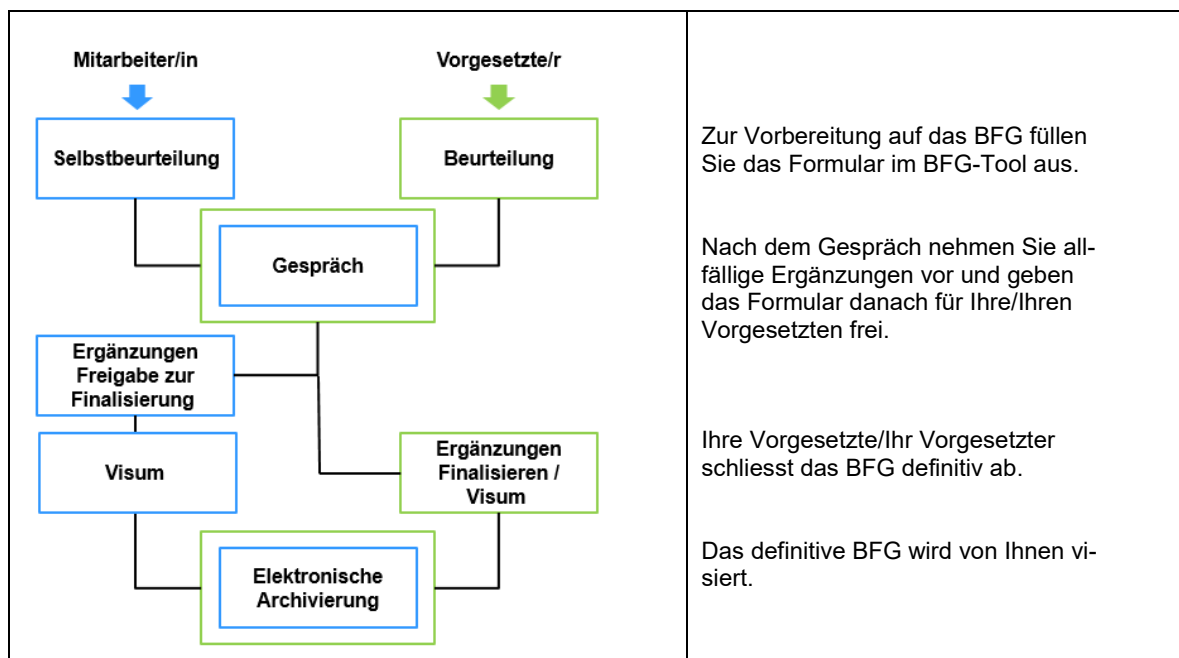 Mitarbeiter/in
Vorgesetzte/r
Selbstbeurteilung
Beurteilung
Gespräch
Ergänzungen
Freigabe zur
Finalisierung
Visum
Ergänzungen
Finalisieren /
Visum
Elektronische
Archivierung
Zur Vorbereitung auf das BFG füllen
Sie das Formular im BFG-Tool aus.
Nach dem Gespräch nehmen Sie all-
fällige Ergänzungen vor und geben
das Formular danach für Ihre/Ihren
Vorgesetzten frei.
Ihre Vorgesetzte/Ihr Vorgesetzter
schliesst das BFG definitiv ab.
Das definitive BFG wird von Ihnen vi-
siert.